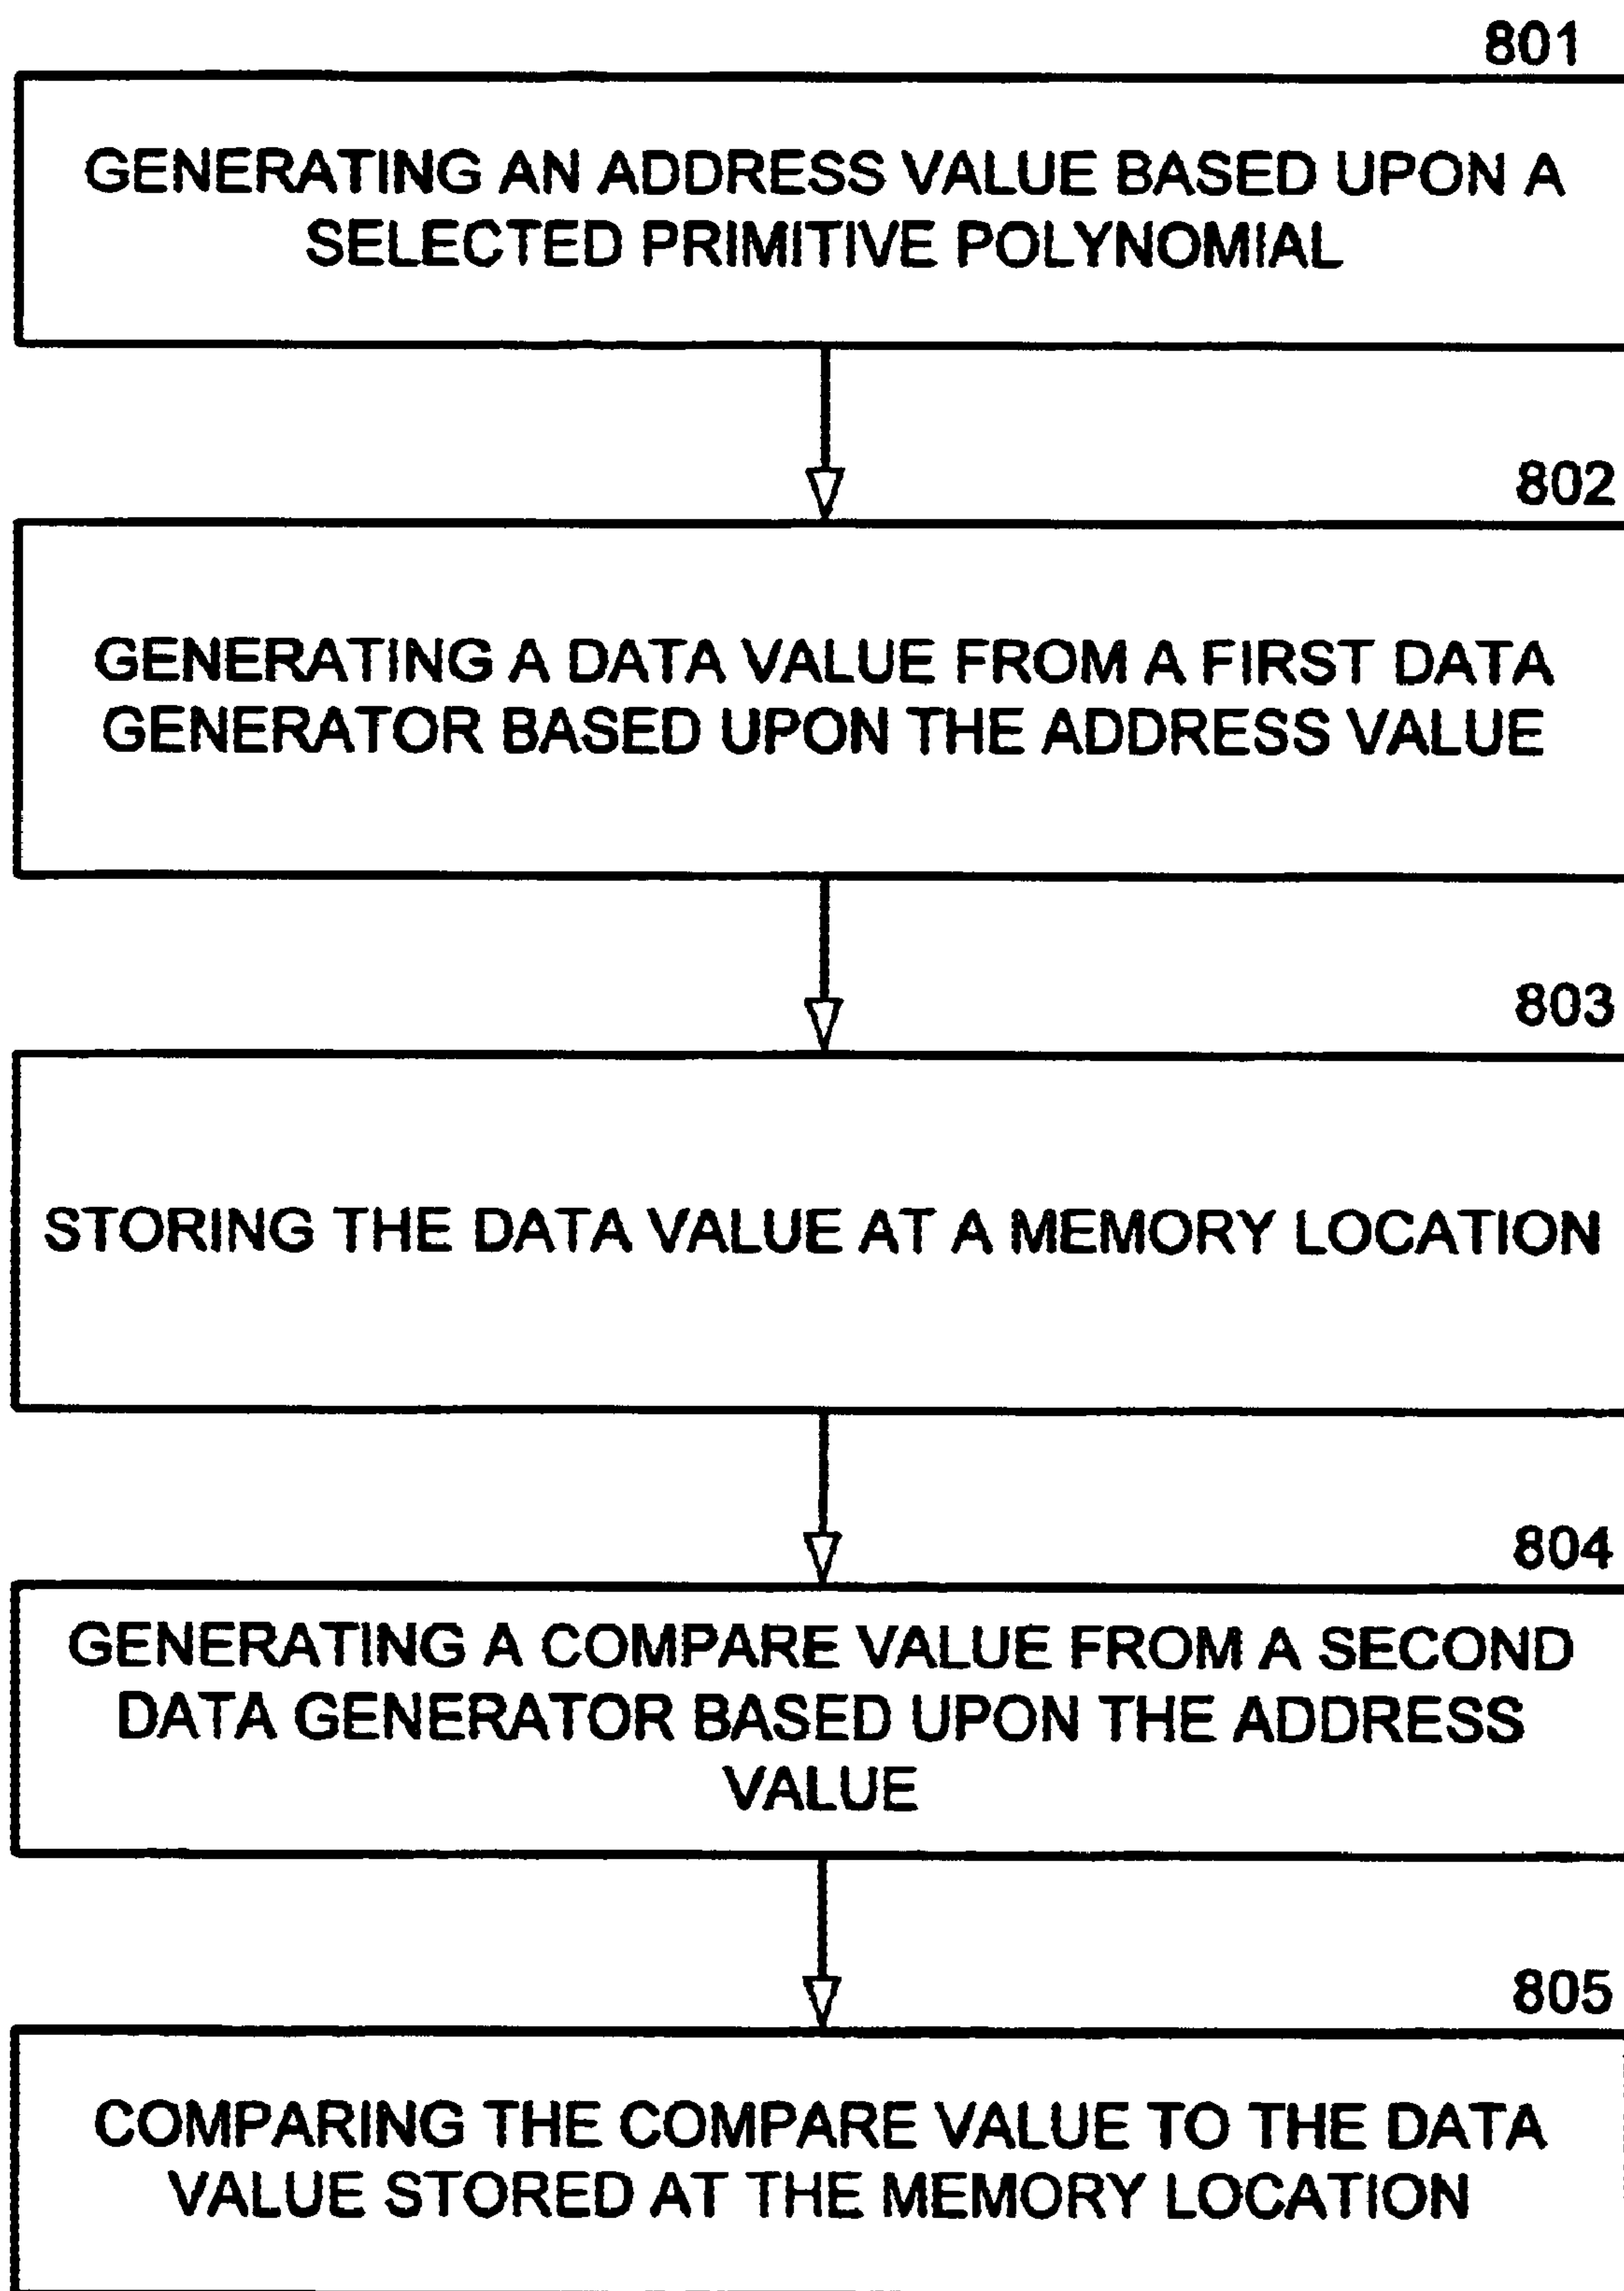 801
GENERATING AN ADDRESS VALUE BASED UPON A
SELECTED PRIMITIVE POLYNOMIAL
802
GENERATING A DATA VALUE FROM A FIRST DATA
GENERATOR BASED UPON THE ADDRESS VALUE
803
STORING THE DATA VALUE AT A MEMORY LOCATION
804
GENERATING A COMPARE VALUE FROM A SECOND
DATA GENERATOR BASED UPON THE ADDRESS
VALUE
805
COMPARING THE COMPARE VALUE TO THE DATA
VALUE STORED AT THE MEMORY LOCATION